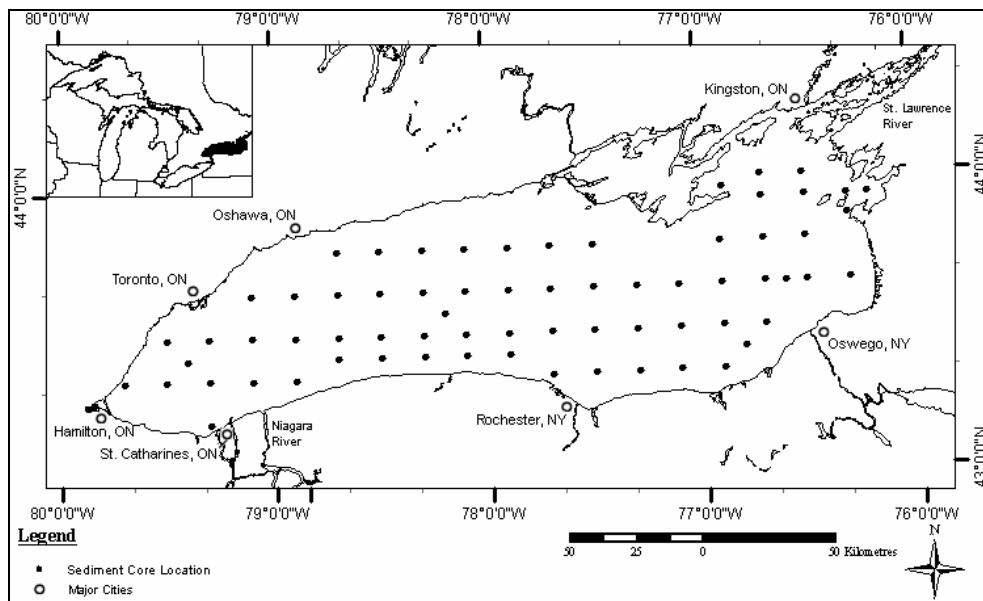 80°0'0"W
79°0'0"W
78°0'0"W
77°0'0"W
76°0'0"W
Kingston, ON
St. Lawrence
River
44°0'0"N
44°0'0"N
Oshawa, ON
Toronto, ON
Oswego, NY
Rochester, NY
Hamilton, ON
Niagara
River
St. Catharines, ON
43°0'0"N
80°0'0"W
79°0'0"W
78°0'0"W
77°0'0"W
76°0'0"W
Legend
50 25 0 50 Kilometres
N
Sediment Core Location
Major Cities